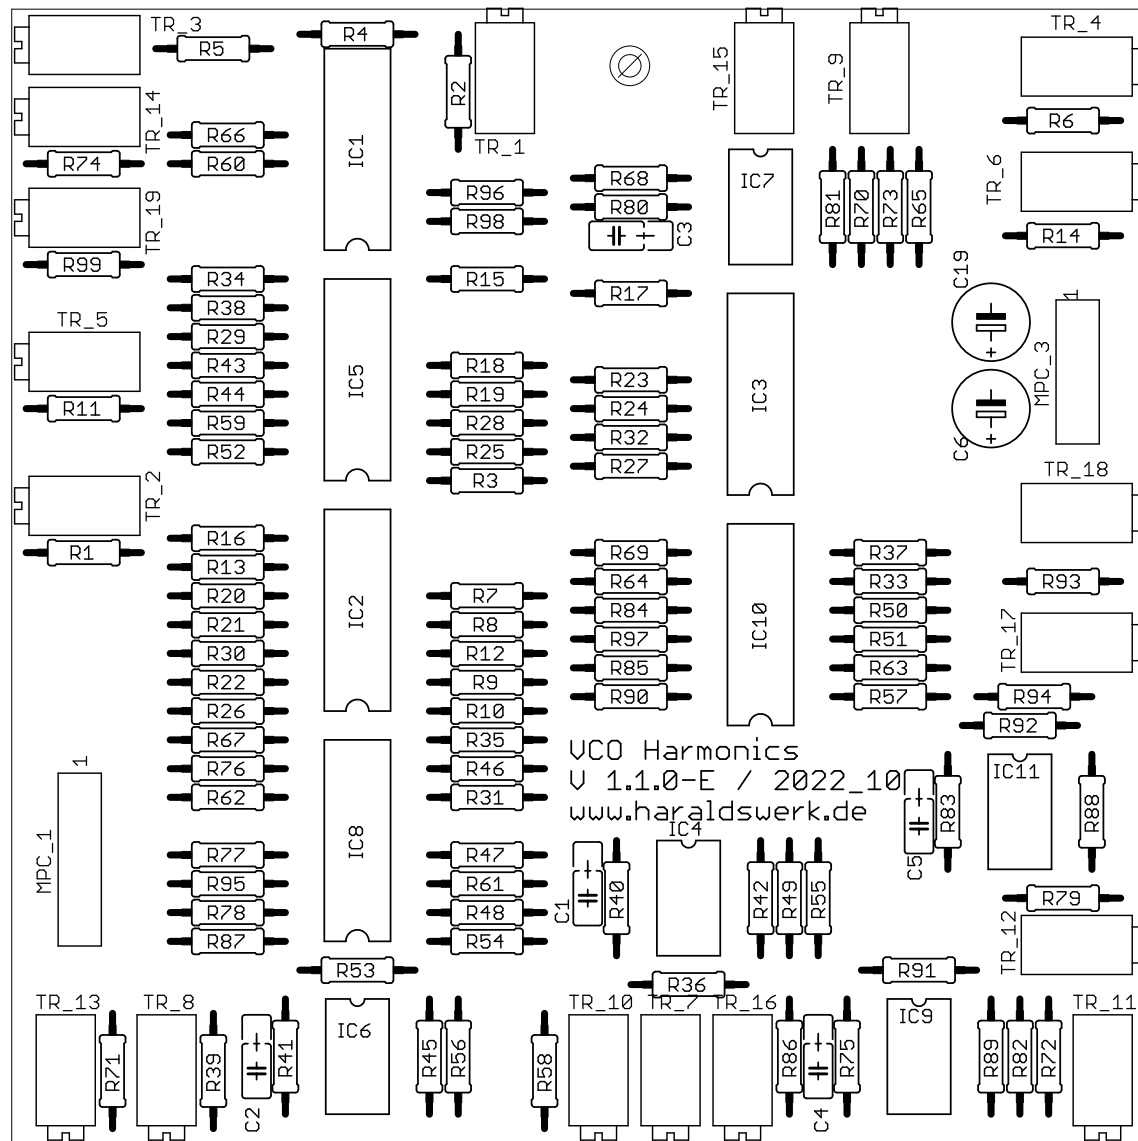 TR_3
R5
R4
R2
TR_1
TR_15
TR_9
TR_4
TR_14
R66
R60
R74
IC1
R6
TR_6
IC7
R68
R80
C3
R96
R98
R81
R70
R73
R65
R14
TR_19
R99
R34
R38
R29
R43
R44
R59
R52
R15
R17
C19
1
MPC_3
C6
TR_5
R11
IC5
R18
R19
R28
R25
R3
R23
R24
R32
R27
IC3
TR_18
TR_2
R1
R16
R13
R20
R21
R30
R22
R26
R67
R76
R62
IC2
R7
R8
R12
R9
R10
R35
R46
R31
R69
R64
R84
R97
R85
R90
IC10
R37
R33
R50
R51
R63
R57
R93
TR_17
R94
R92
VCO Harmonics
V 1.1.0-E / 2022_10
www.haraldswerk.de
1
MPC_1
R77
R95
R78
R87
IC8
R47
R61
R48
R54
C1
R40
IC4
R42
R49
R55
C5
R83
IC11
R88
R79
TR_12
R53
R36
R91
TR_13
R71
TR_8
R39
C2
R41
IC6
R45
R56
R58
TR_10
TR_7
TR_16
R86
C4
R75
IC9
R89
R82
R72
TR_11